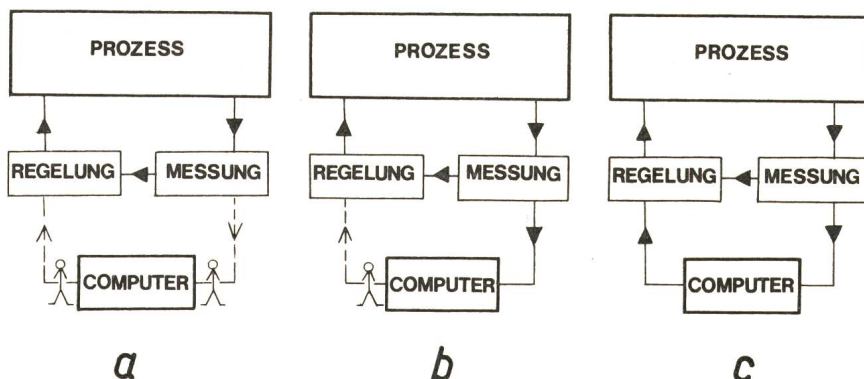 PROZESS
REGELUNG MESSUNG
COMPUTER
a
PROZESS
REGELUNG MESSUNG
COMPUTER
b
PROZESS
REGELUNG MESSUNG
COMPUTER
c